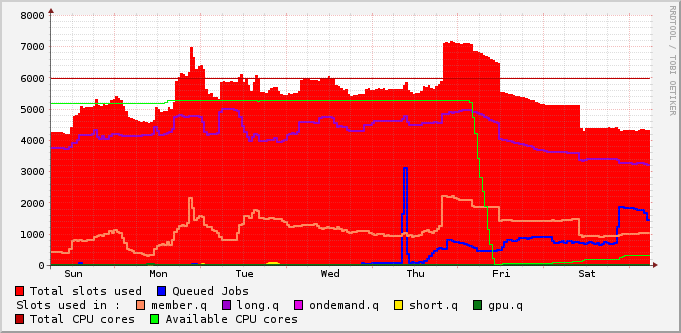 8000
7000
6000
5000
4000
3000
2000
1000
0
Sun Mon Tue Wed Thu Fri Sat
RRDTOOL / TOBI OETIKER
Total slots used Queued Jobs
Slots used in : member.q long.q ondemand.q short.q gpu.q
Total CPU cores Available CPU cores